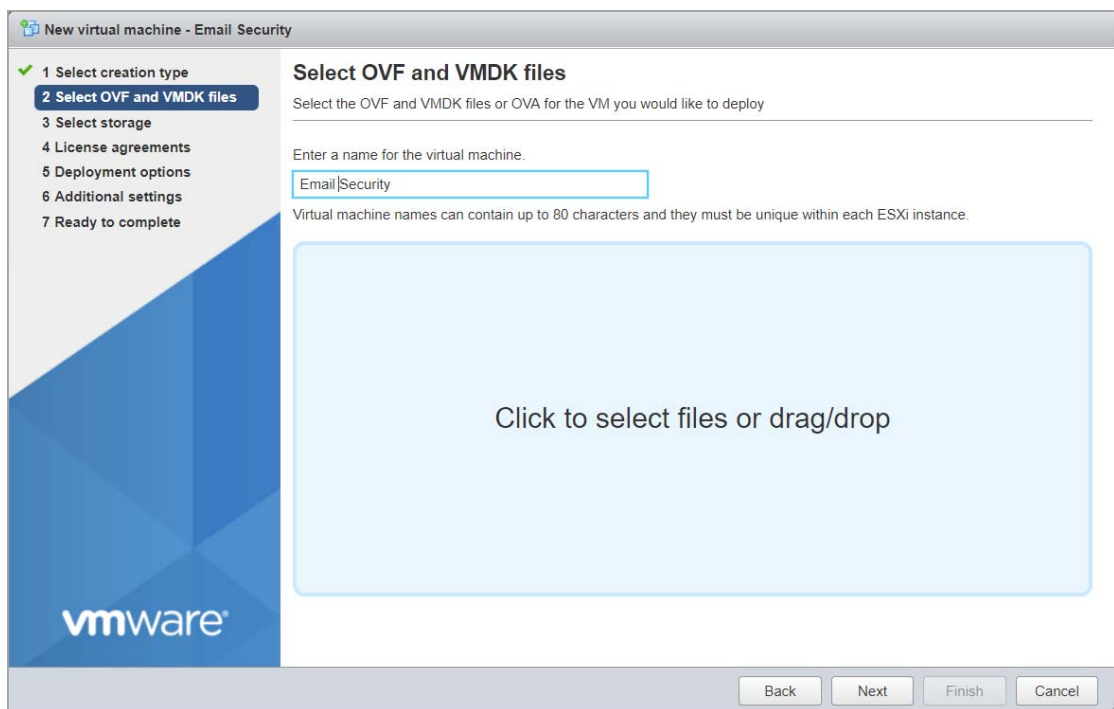 New virtual machine - Email Security
1 Select creation type
2 Select OVF and VMDK files
3 Select storage
4 License agreements
5 Deployment options
6 Additional settings
7 Ready to complete
Select OVF and VMDK files
Select the OVF and VMDK files or OVA for the VM you would like to deploy
Enter a name for the virtual machine.
Email Security
Virtual machine names can contain up to 80 characters and they must be unique within each ESXi instance.
Click to select files or drag/drop
vmware®
Back
Next
Finish
Cancel